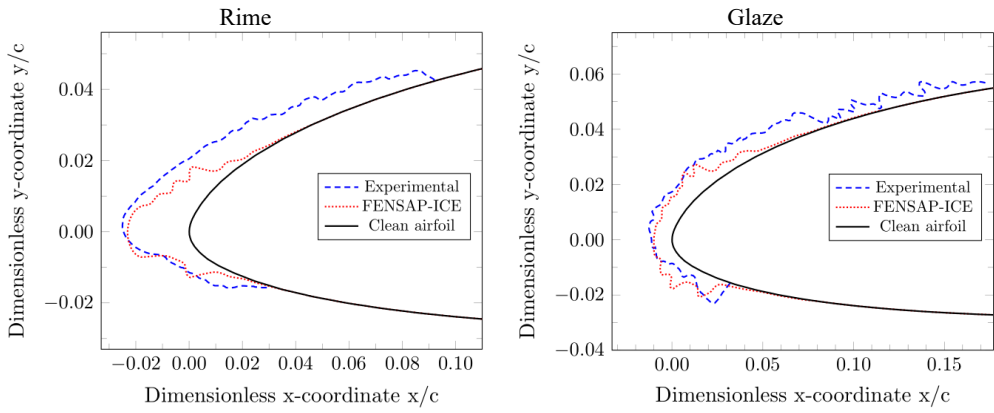 Rime
Dimensionless y-coordinate y/c
0.04
0.02
0.00
−0.02
Experimental
FENSAP-ICE
Clean airfoil
−0.02 0.00 0.02 0.04 0.06 0.08 0.10
Dimensionless x-coordinate x/c
Glaze
Dimensionless y-coordinate y/c
0.06
0.04
0.02
0.00
−0.02
−0.04
Experimental
FENSAP-ICE
Clean airfoil
0.00 0.05 0.10 0.15
Dimensionless x-coordinate x/c